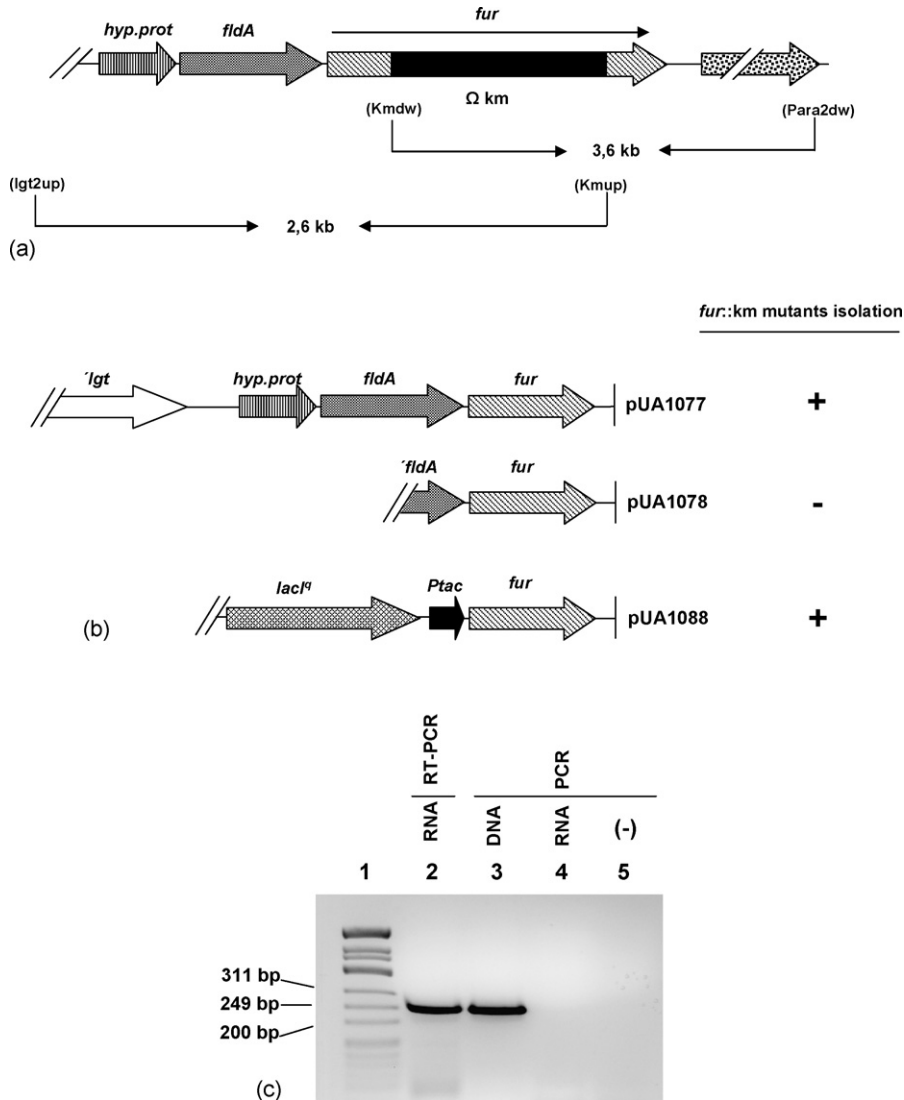 hyp.prot fldA fur
Ω km
(Kmdw) (Para2dw)
3,6 kb
(lgt2up) (Kmup)
2,6 kb
(a)
fur::km mutants isolation
´lgt hyp.prot fldA fur
pUA1077 +
´fldA fur
pUA1078 -
lacIq Ptac fur
pUA1088 +
(b)
RT-PCR PCR
RNA DNA RNA (-)
1 2 3 4 5
311 bp
249 bp
200 bp
(c)